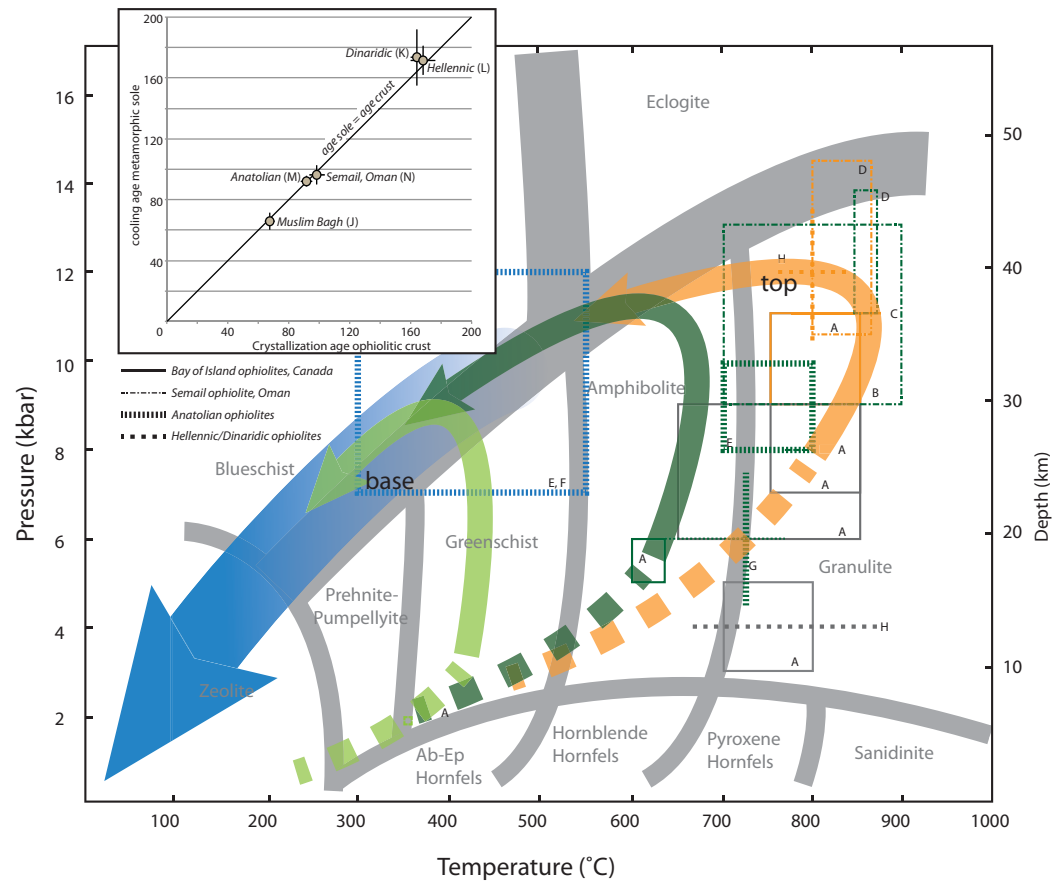 200
160
120
80
40
0
0
40
80
120
160
200
cooling age metamorphic sole
Crystallization age ophiolitic crust
Dinaridic (K)
Hellennic (L)
age sole = age crust
Anatolian (M)
Semail, Oman (N)
Muslim Bagh (J)
Bay of Island ophiolites, Canada
Semail ophiolite, Oman
Anatolian ophiolites
Hellennic/Dinaridic ophiolites
Pressure (kbar)
16
14
12
10
8
6
4
2
Depth (km)
50
40
30
20
10
Eclogite
D
D
H
top
C
A
Amphibolite
B
F
A
Blueschist
base
E, F
A
Greenschist
A
A
G
Granulite
Prehnite-
Pumpellyite
H
A
Zeolite
A
Ab-Ep
Hornfels
Hornblende
Hornfels
Pyroxene
Hornfels
Sanidinite
100
200
300
400
500
600
700
800
900
1000
Temperature (˚C)